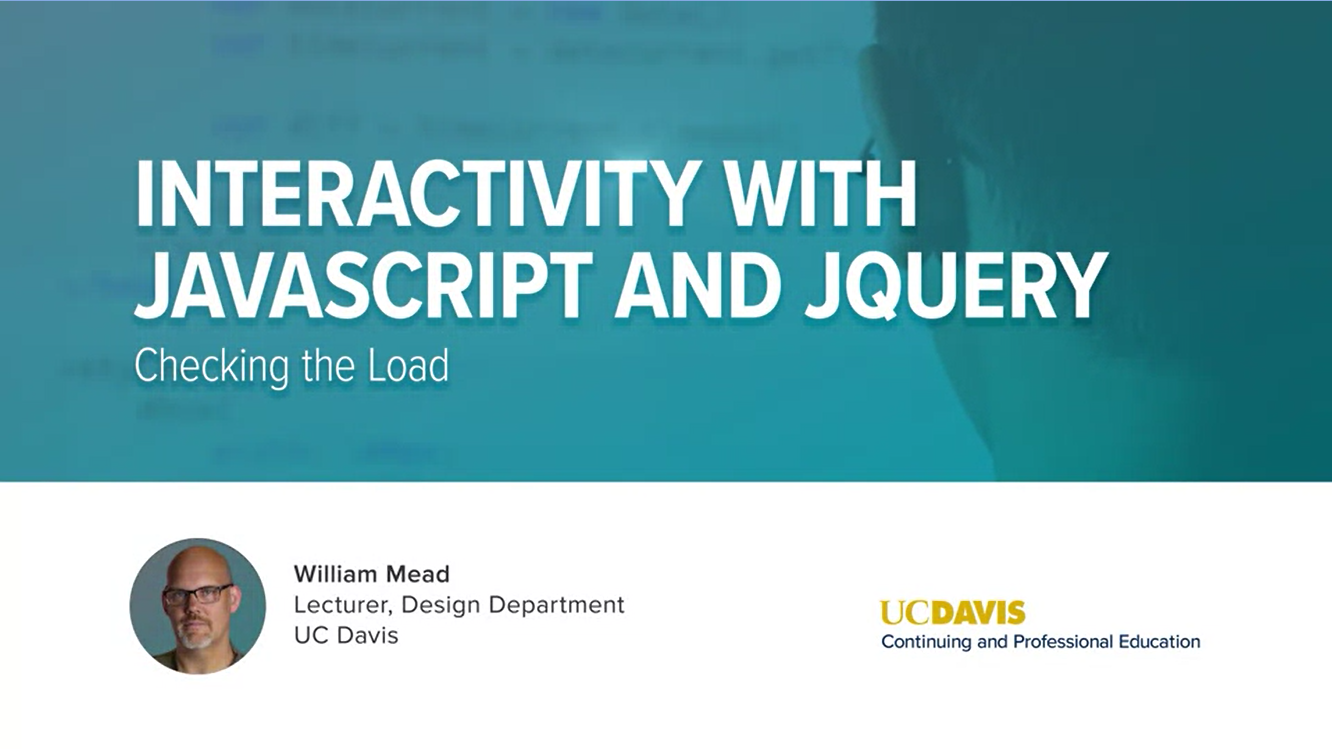 INTERACTIVITY WITH
JAVASCRIPT AND JQUERY
Checking the Load
William Mead
Lecturer, Design Department
UC Davis
UCDAVIS
Continuing and Professional Education